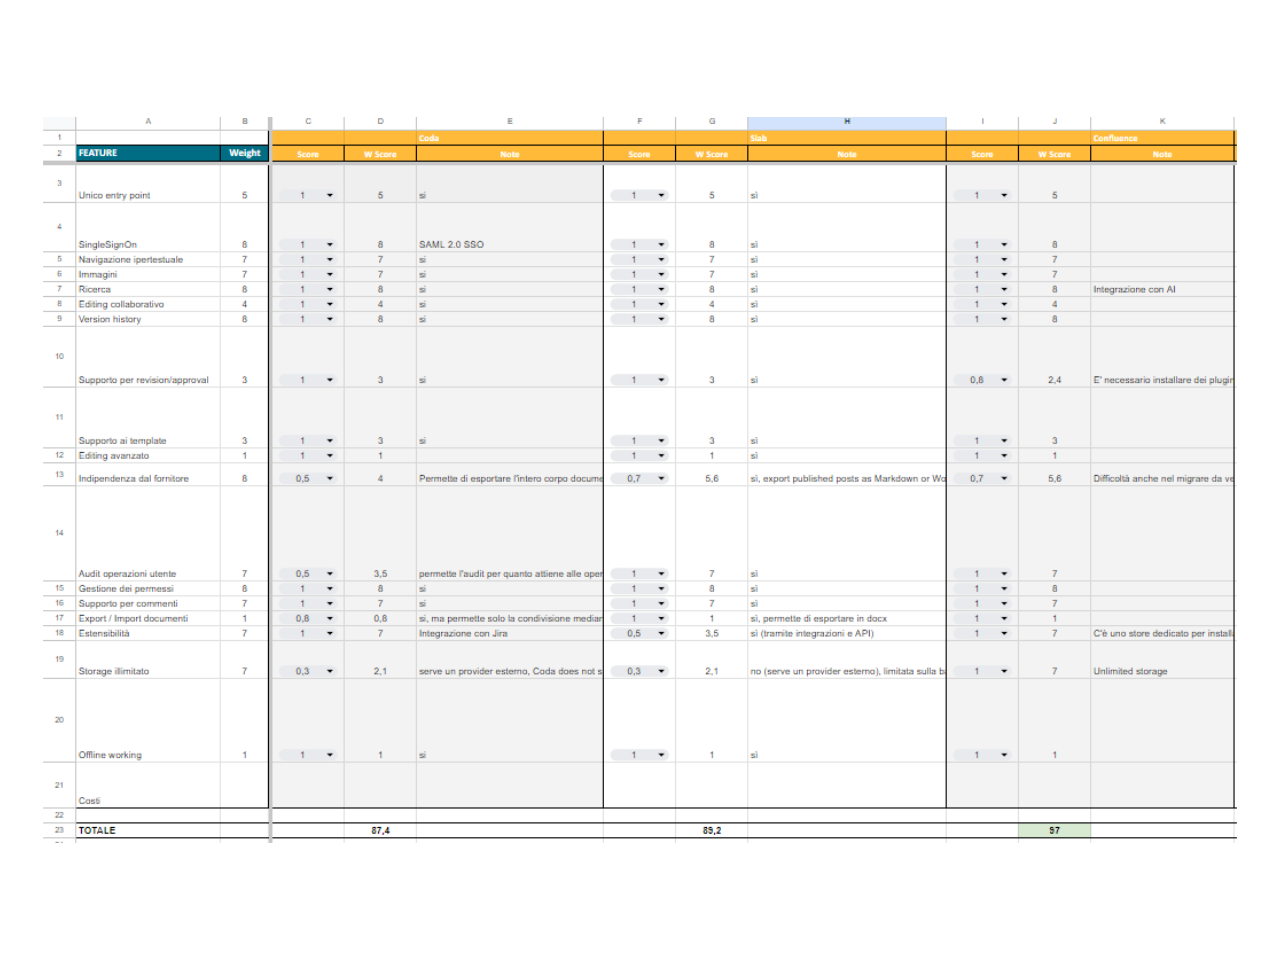 A B C D E F G H I J K
1 Coda Slab Confluence
2 FEATURE Weight Score W Score Note Score W Score Note Score W Score Note
3 Unico entry point 5 1 5 si 1 5 sì 1 5
4 SingleSignOn 8 1 8 SAML 2.0 SSO 1 8 sì 1 8
5 Navigazione ipertestuale 7 1 7 si 1 7 sì 1 7
6 Immagini 7 1 7 si 1 7 sì 1 7
7 Ricerca 8 1 8 si 1 8 sì 1 8 Integrazione con AI
8 Editing collaborativo 4 1 4 si 1 4 sì 1 4
9 Version history 8 1 8 si 1 8 sì 1 8
10 Supporto per revision/approval 3 1 3 si 1 3 sì 0,8 2,4 E' necessario installare dei plugin
11 Supporto ai template 3 1 3 si 1 3 sì 1 3
12 Editing avanzato 1 1 1 1 1 sì 1 1
13 Indipendenza dal fornitore 8 0,5 4 Permette di esportare l'intero corpo docume 0,7 5,6 sì, export published posts as Markdown or Wo 0,7 5,6 Difficoltà anche nel migrare da ve
14 Audit operazioni utente 7 0,5 3,5 permette l'audit per quanto attiene alle oper 1 7 sì 1 7
15 Gestione dei permessi 8 1 8 si 1 8 sì 1 8
16 Supporto per commenti 7 1 7 si 1 7 sì 1 7
17 Export / Import documenti 1 0,8 0,8 si, ma permette solo la condivisione median 1 1 sì, permette di esportare in docx 1 1
18 Estensibilità 7 1 7 Integrazione con Jira 0,5 3,5 sì (tramite integrazioni e API) 1 7 C'è uno store dedicato per install
19 Storage illimitato 7 0,3 2,1 serve un provider esterno, Coda does not s 0,3 2,1 no (serve un provider esterno), limitata sulla ba 1 7 Unlimited storage
20 Offline working 1 1 1 si 1 1 sì 1 1
21 Costi
22
23 TOTALE 87,4 89,2 97